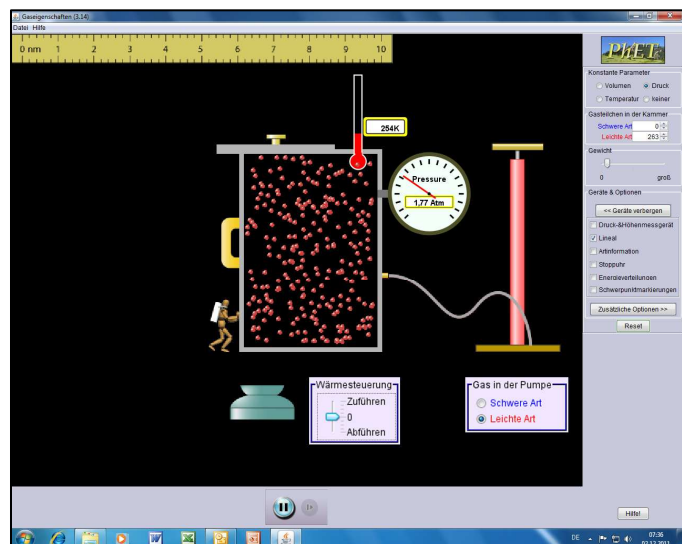 Gaseigenschaften (3.14)
Datei Hilfe
0 nm 1 2 3 4 5 6 7 8 9 10
PhET
Konstante Parameter
Volumen Druck
Temperatur keiner
Gasteilchen in der Kammer
Schwere Art 0
Leichte Art 263
Gewicht
0 groß
Geräte & Optionen
<< Geräte verbergen
Druck-&Höhenmessgerät
Lineal
Artinformation
Stoppuhr
Energieverteilungen
Schwerpunktmarkierungen
Zusätzliche Optionen >>
Reset
254K
Pressure
1,77 Atm
Wärmesteuerung
Zuführen
0
Abführen
Gas in der Pumpe
Schwere Art
Leichte Art
Hilfe!
DE
07:36
02.12.2011